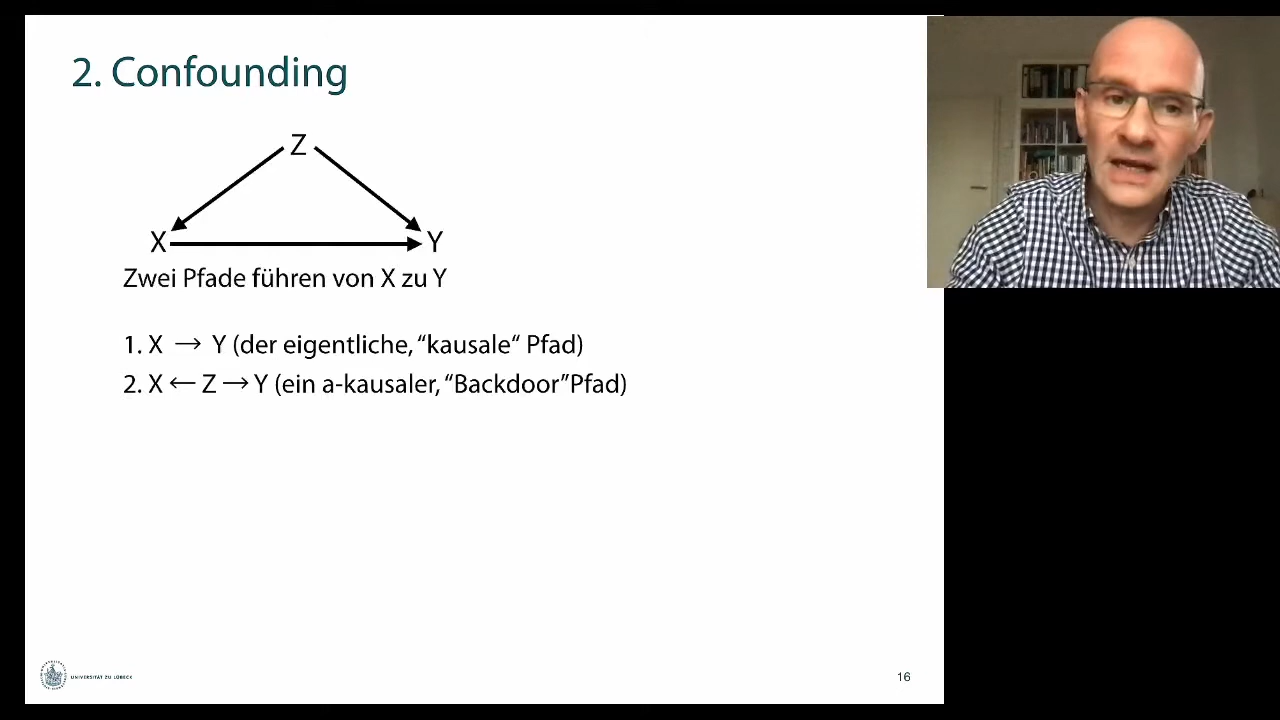 2. Confounding
Z
X
Y
Zwei Pfade führen von X zu Y
1. X → Y (der eigentliche, “kausale“ Pfad)
2. X ← Z → Y (ein a-kausaler, “Backdoor”Pfad)
UNIVERSITÄT ZU LÜBECK
16